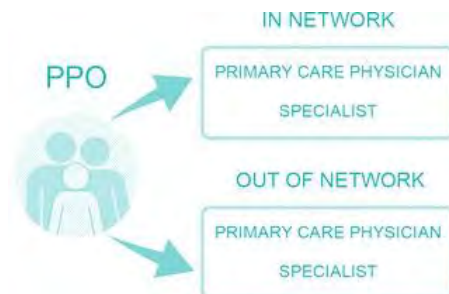 IN NETWORK
PPO
PRIMARY CARE PHYSICIAN
SPECIALIST
OUT OF NETWORK
PRIMARY CARE PHYSICIAN
SPECIALIST